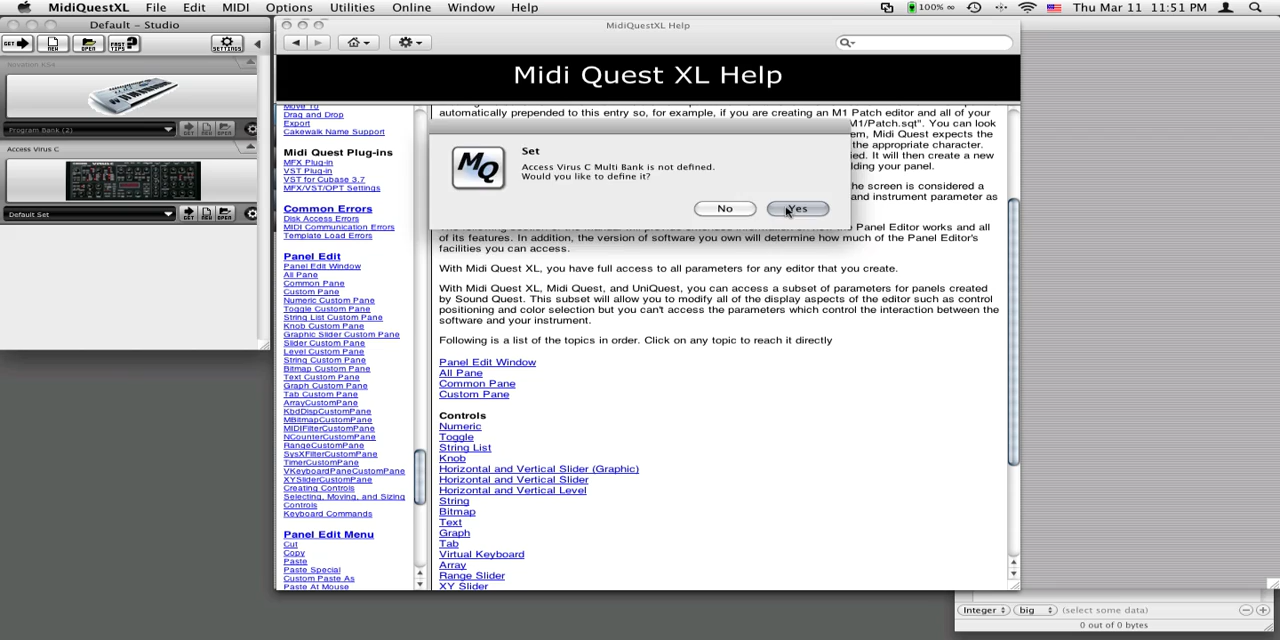 MidiQuestXL File Edit MIDI Options Utilities Online Window Help 100% Thu Mar 11 11:51 PM
Default – Studio
GET NEW OPEN FAST TIPS SETTINGS
Novation KS4
Program Bank (2) GET NEW OPEN
Access Virus C
Default Set GET NEW OPEN
MidiQuestXL Help
Midi Quest XL Help
Move To
Drag and Drop
Export
Cakewalk Name Support
Midi Quest Plug-ins
MFX Plug-in
VST Plug-in
VST for Cubase 3.7
MFX/VST/OPT Settings
Common Errors
Disk Access Errors
MIDI Communication Errors
Template Load Errors
Panel Edit
Panel Edit Window
All Pane
Common Pane
Custom Pane
Numeric Custom Pane
Toggle Custom Pane
String List Custom Pane
Knob Custom Pane
Graphic Slider Custom Pane
Slider Custom Pane
Level Custom Pane
String Custom Pane
Bitmap Custom Pane
Text Custom Pane
Graph Custom Pane
Tab Custom Pane
ArrayCustomPane
KbdDispCustomPane
MBitmapCustomPane
MIDIFilterCustomPane
NCounterCustomPane
RangeCustomPane
SysXFilterCustomPane
TimerCustomPane
VKeyboardPaneCustomPane
XYSliderCustomPane
Creating Controls
Selecting, Moving, and Sizing
Controls
Keyboard Commands
Panel Edit Menu
Cut
Copy
Paste
Paste Special
Custom Paste As
Paste At Mouse
automatically prepended to this entry so, for example, if you are creating an M1 Patch editor and all of your
M1/Patch.sqt". You can look
em, Midi Quest expects the
the appropriate character.
ied. It will then create a new
lding your panel.
he screen is considered a
and instrument parameter as
Panel Editor works and all
of its features. In addition, the version of software you own will determine how much of the Panel Editor's
facilities you can access.
With Midi Quest XL, you have full access to all parameters for any editor that you create.
With Midi Quest XL, Midi Quest, and UniQuest, you can access a subset of parameters for panels created
by Sound Quest. This subset will allow you to modify all of the display aspects of the editor such as control
positioning and color selection but you can't access the parameters which control the interaction between the
software and your instrument.
Following is a list of the topics in order. Click on any topic to reach it directly
Panel Edit Window
All Pane
Common Pane
Custom Pane
Controls
Numeric
Toggle
String List
Knob
Horizontal and Vertical Slider (Graphic)
Horizontal and Vertical Slider
Horizontal and Vertical Level
String
Bitmap
Text
Graph
Tab
Virtual Keyboard
Array
Range Slider
XY Slider
MQ
Set
Access Virus C Multi Bank is not defined.
Would you like to define it?
No Yes
Integer big (select some data)
0 out of 0 bytes